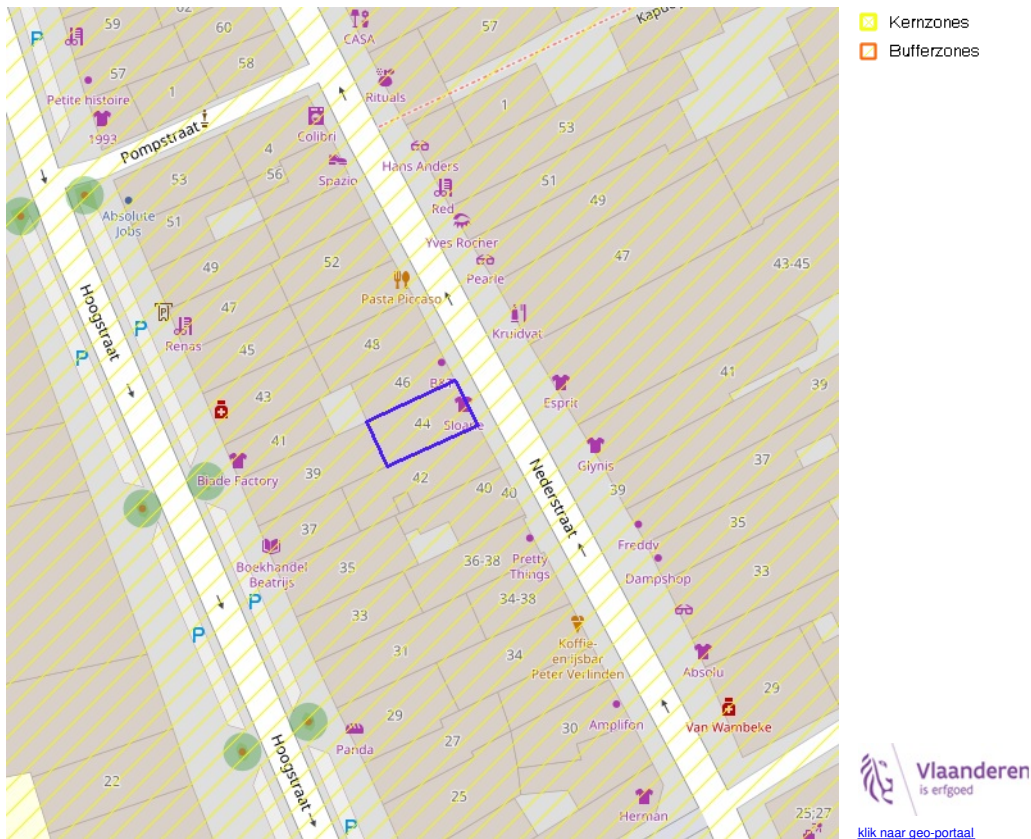 59
62
60
57
58
1
Petite histoire
1993
Pompstraat
CASA
57
Rituals
Colibri
1
53
4
56
Spazio
Hans Anders
51
49
Red
53
51
Absolute
Jobs
49
52
Yves Rocher
Pearle
47
43-45
Pasta Piccaso
Hoogstraat
47
P
Renas
45
48
Kruidvat
P
P
P
43
46
B&T
Esprit
41
39
44
Sloane
41
Blade Factory
39
42
40
40
Glynis
39
37
Nederstraat
37
35
Freddy
Dampshop
33
Boekhandel
Beatrijs
35
36-38
Pretty
Things
34-38
P
P
33
31
34
Koffie-
en ijsbar
Peter Verlinden
Absolu
29
Van Wambeke
Amplifon
30
29
27
Panda
Hoogstraat
22
25
Herman
25;27
P
Kernzones
Bufferzones
Vlaanderen
is erfgoed
klik naar geo-portaal